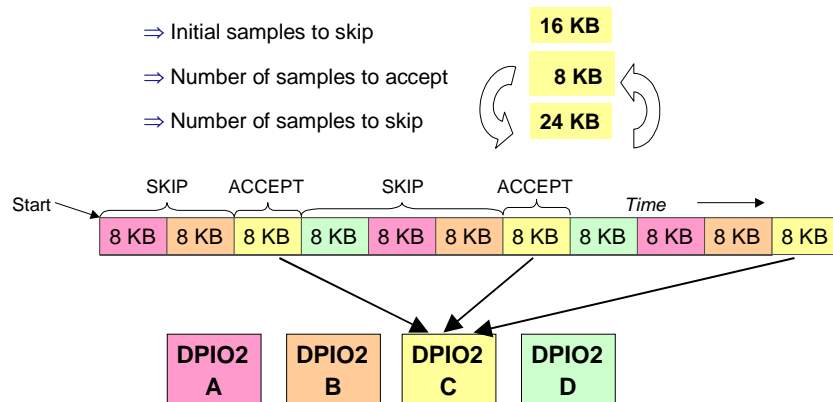 ⇒ Initial samples to skip 16 KB
⇒ Number of samples to accept 8 KB
⇒ Number of samples to skip 24 KB
SKIP ACCEPT SKIP ACCEPT Time
Start
8 KB 8 KB 8 KB 8 KB 8 KB 8 KB 8 KB 8 KB 8 KB 8 KB 8 KB
DPIO2 DPIO2 DPIO2 DPIO2
A B C D